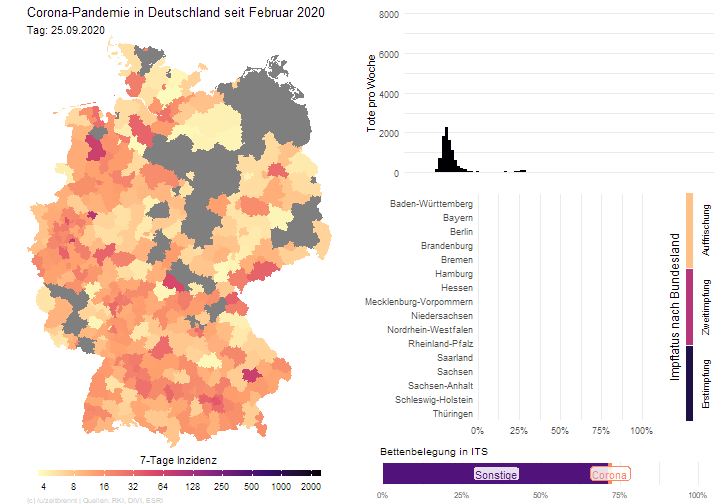 Corona-Pandemie in Deutschland seit Februar 2020
Tag: 25.09.2020
7-Tage Inzidenz
4 8 16 32 64 128 250 500 1000 2000
(c) /u/zeitbremt | Quellen: RKI, DIVI, ESRI
Tote pro Woche
8000
6000
4000
2000
0
Baden-Württemberg
Bayern
Berlin
Brandenburg
Bremen
Hamburg
Hessen
Mecklenburg-Vorpommern
Niedersachsen
Nordrhein-Westfalen
Rheinland-Pfalz
Saarland
Sachsen
Sachsen-Anhalt
Schleswig-Holstein
Thüringen
0% 25% 50% 75% 100%
Impftatus nach Bundesland
Auffrischung
Zweitimpfung
Erstimpfung
Bettenbelegung in ITS
Sonstige Corona
0% 25% 50% 75% 100%